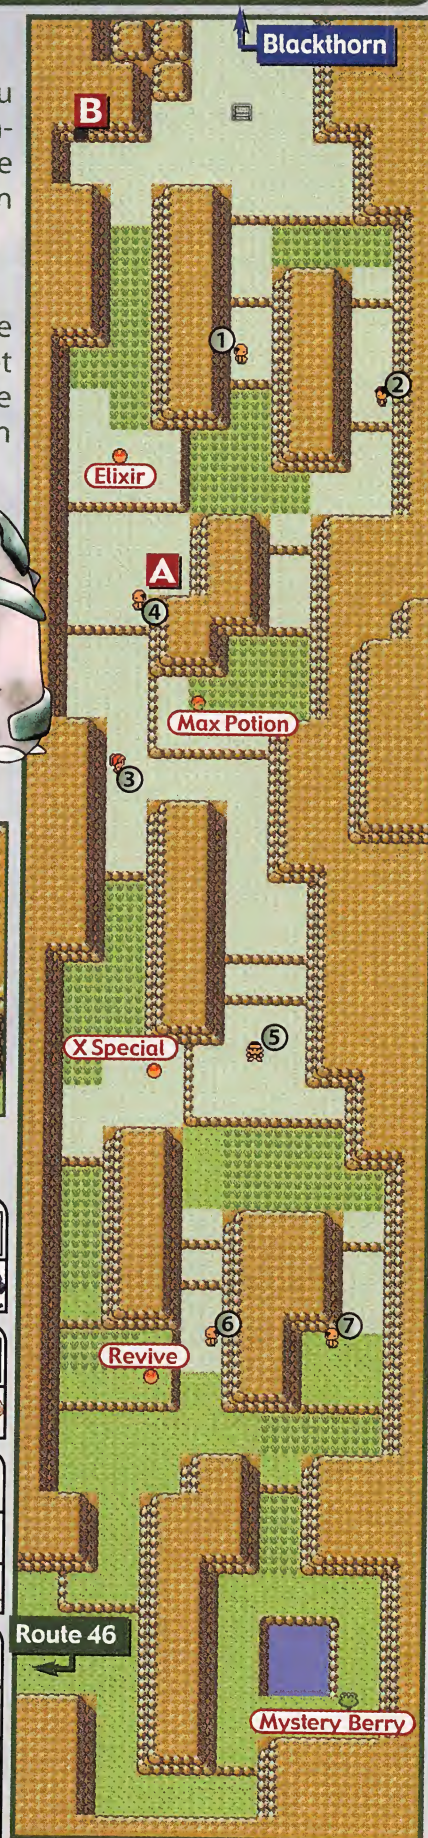 Blackthorn
B
1
2
Elixir
A
4
Max Potion
3
X Special
5
6
7
Revive
Route 46
Mystery Berry